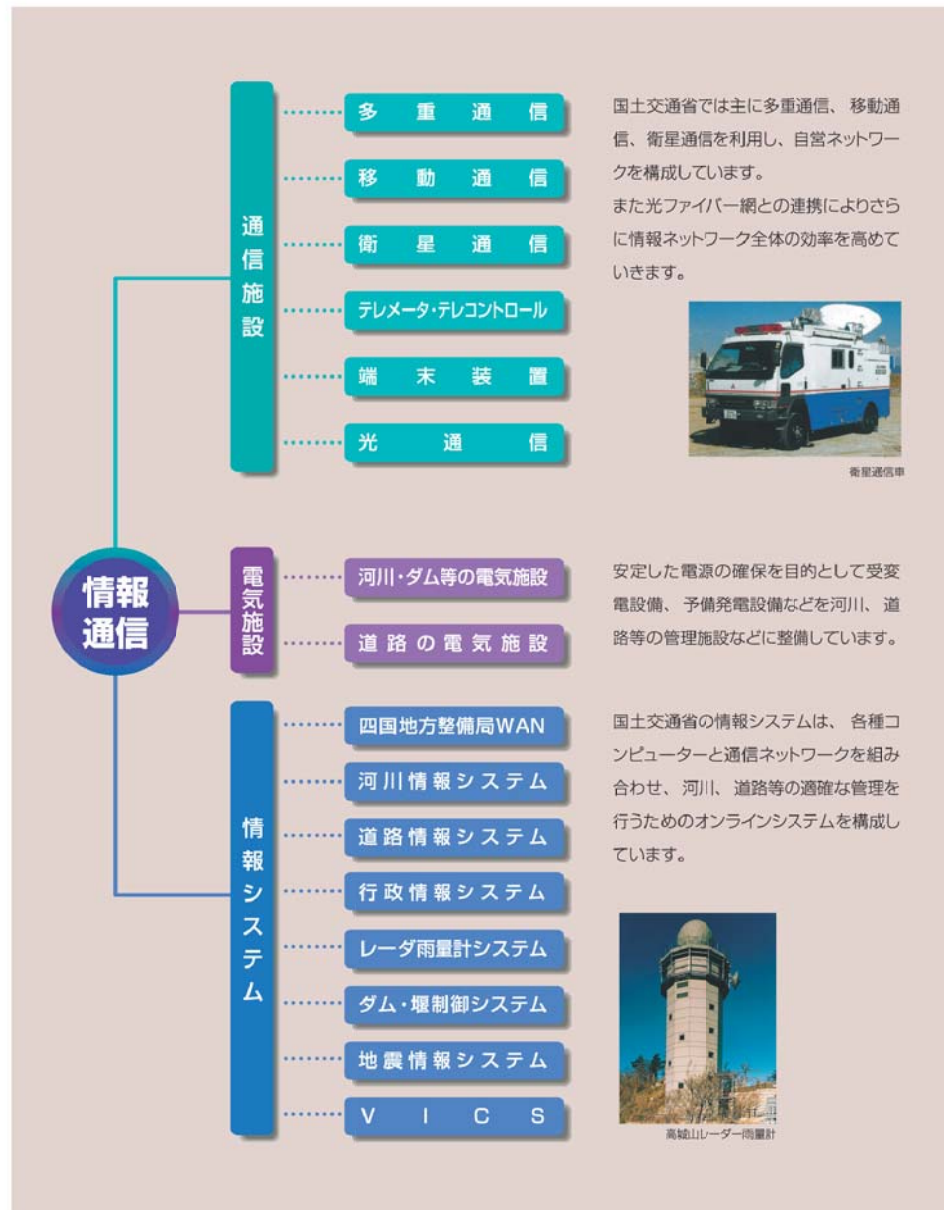 情報
通信
通信施設
多重通信
移動通信
衛星通信
テレメータ・テレコントロール
端末装置
光通信
国土交通省では主に多重通信、移動通
信、衛星通信を利用し、自営ネットワー
クを構成しています。
また光ファイバー網との連携によりさら
に情報ネットワーク全体の効率を高めて
いきます。
衛星通信車
電気施設
河川・ダム等の電気施設
道路の電気施設
安定した電源の確保を目的として受変
電設備、予備発電設備などを河川、道
路等の管理施設などに整備しています。
情報システム
四国地方整備局WAN
河川情報システム
道路情報システム
行政情報システム
レーダ雨量計システム
ダム・堰制御システム
地震情報システム
VICS
国土交通省の情報システムは、各種コ
ンピューターと通信ネットワークを組み
合わせ、河川、道路等の適確な管理を
行うためのオンラインシステムを構成し
ています。
高城山レーダー雨量計